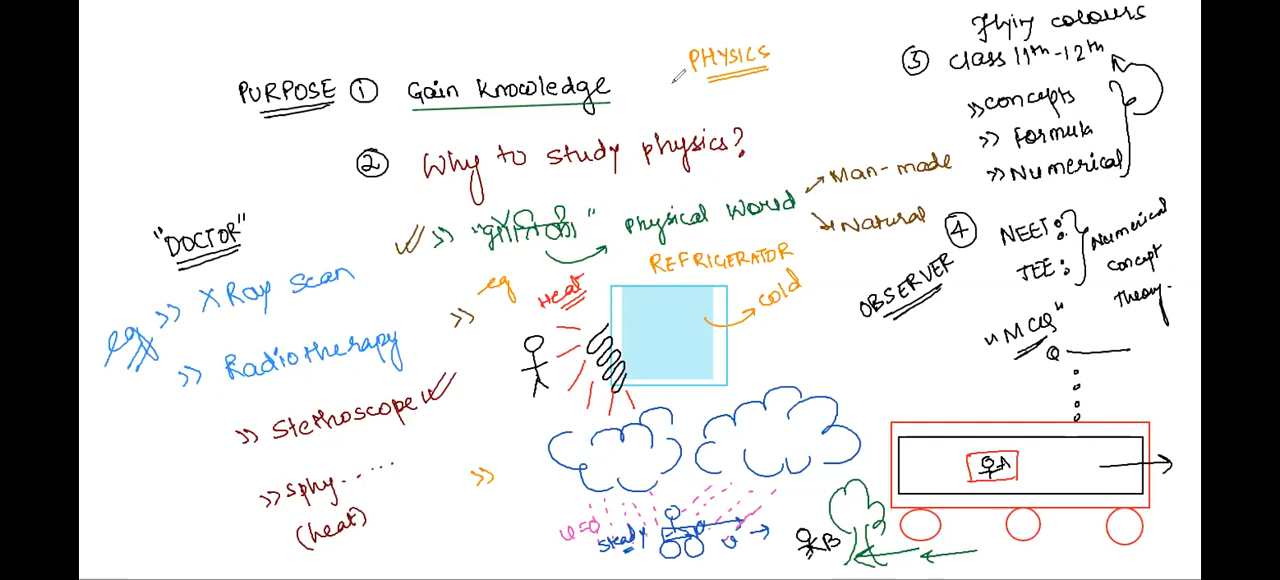 PHYSICS
PURPOSE ① Gain Knowledge
② Why to study physics?
>> " " Physical World
Man-made
Natural
"DOCTOR"
eg >> X Ray Scan
>> Radiotherapy
>> Stethoscope
>> Sphy......
(heat)
>> eg
Heat
REFRIGERATOR
cold
>>
v=0
steady
v
Flying colours
③ Class 11th-12th
>> concepts
>> Formula
>> Numerical
④ NEET:
JEE:
Numerical
concept
Theory.
"MCQ"
Q
OBSERVER
A
B